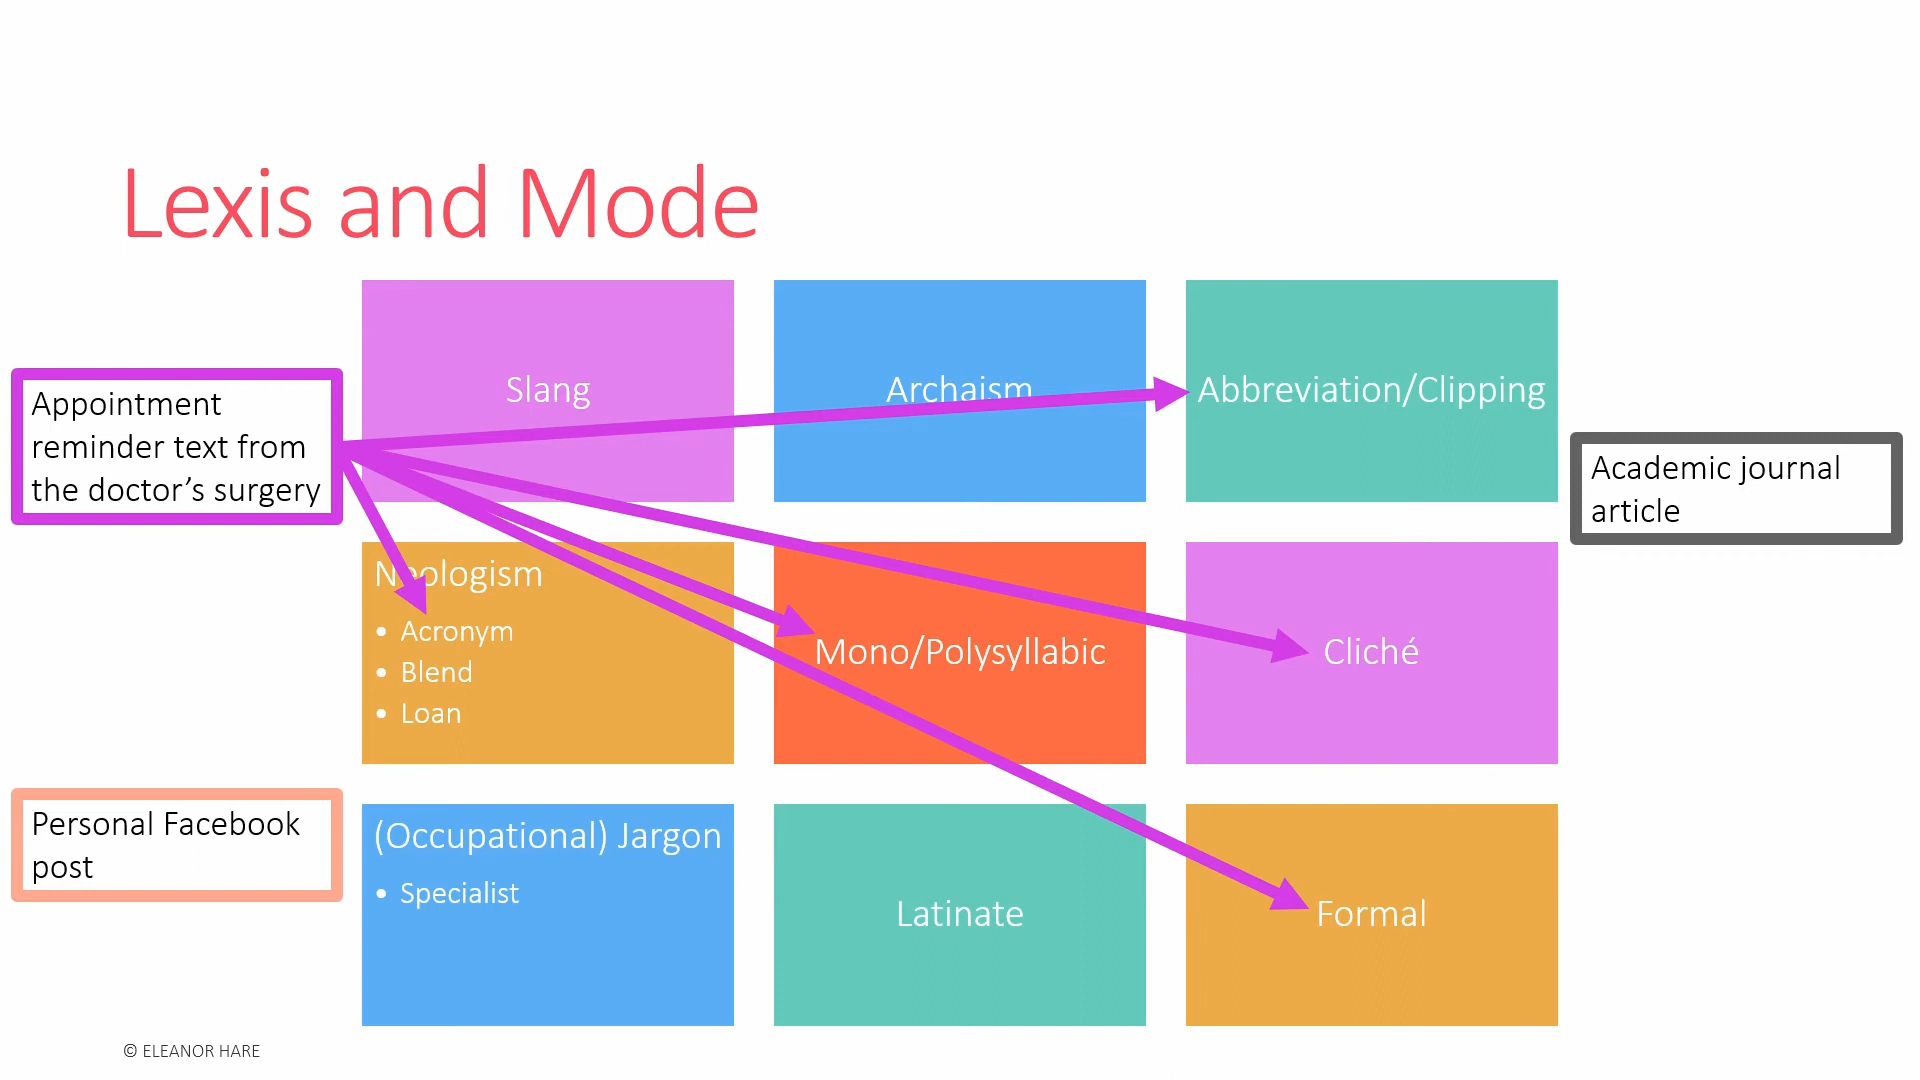 Lexis and Mode
Slang
Archaism
Abbreviation/Clipping
Appointment
reminder text from
the doctor’s surgery
Academic journal
article
Neologism
• Acronym
• Blend
• Loan
Mono/Polysyllabic
Cliché
Personal Facebook
post
(Occupational) Jargon
• Specialist
Latinate
Formal
© ELEANOR HARE